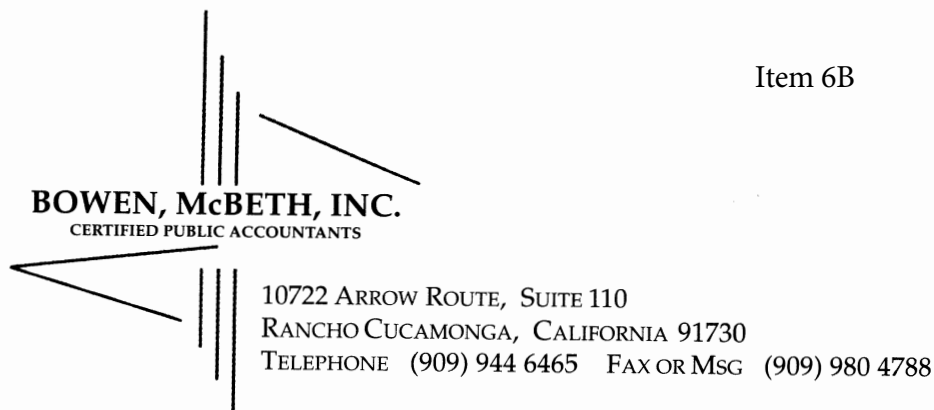 Item 6B
BOWEN, McBETH, INC.
CERTIFIED PUBLIC ACCOUNTANTS
10722 ARROW ROUTE, SUITE 110
RANCHO CUCAMONGA, CALIFORNIA 91730
TELEPHONE (909) 944 6465 FAX OR MSG (909) 980 4788